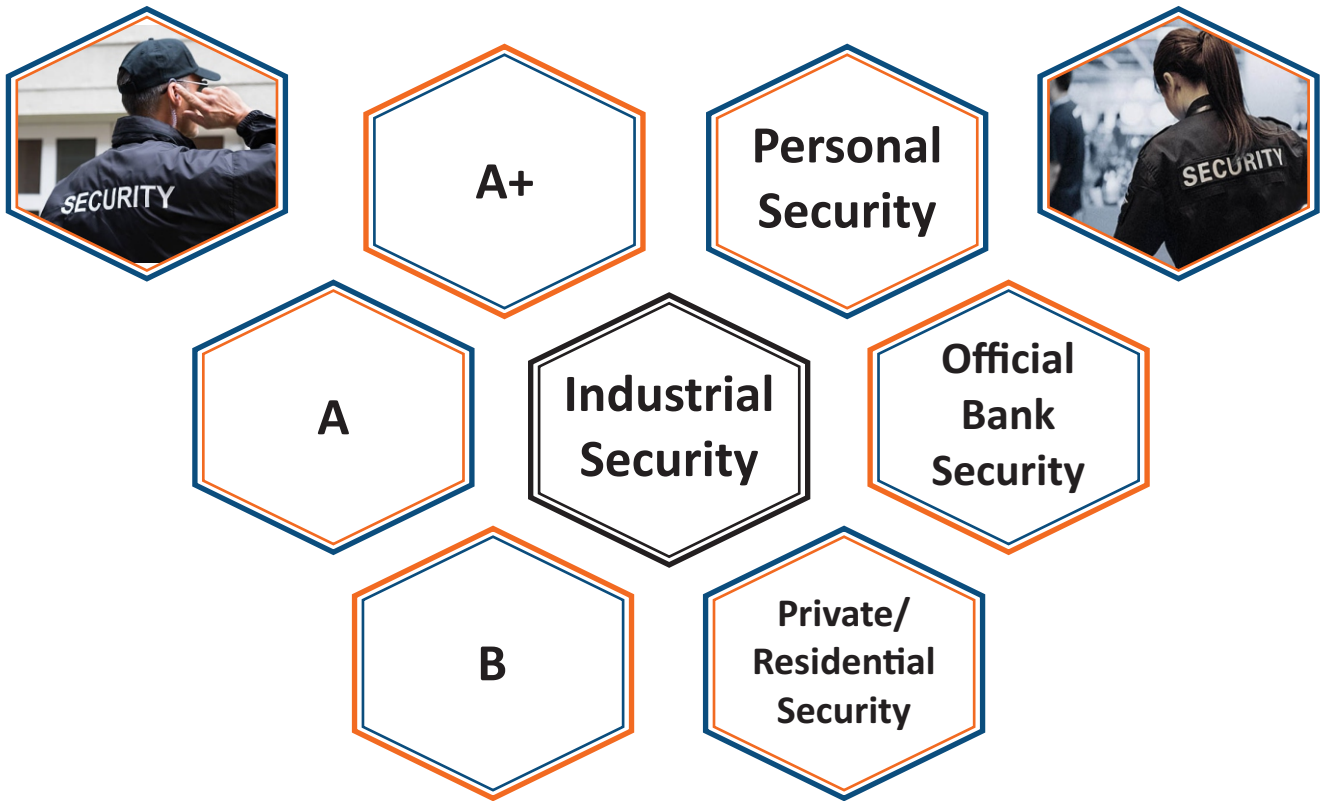 SECURITY
A+
Personal
Security
SECURITY
A
Industrial
Security
Official
Bank
Security
B
Private/
Residential
Security